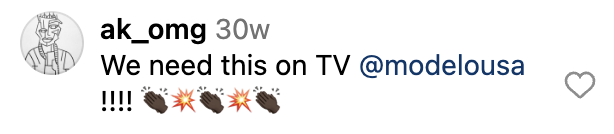 ak_omg 30w
We need this on TV @modelousa
!!!! 👏🏿💥👏🏿💥👏🏿